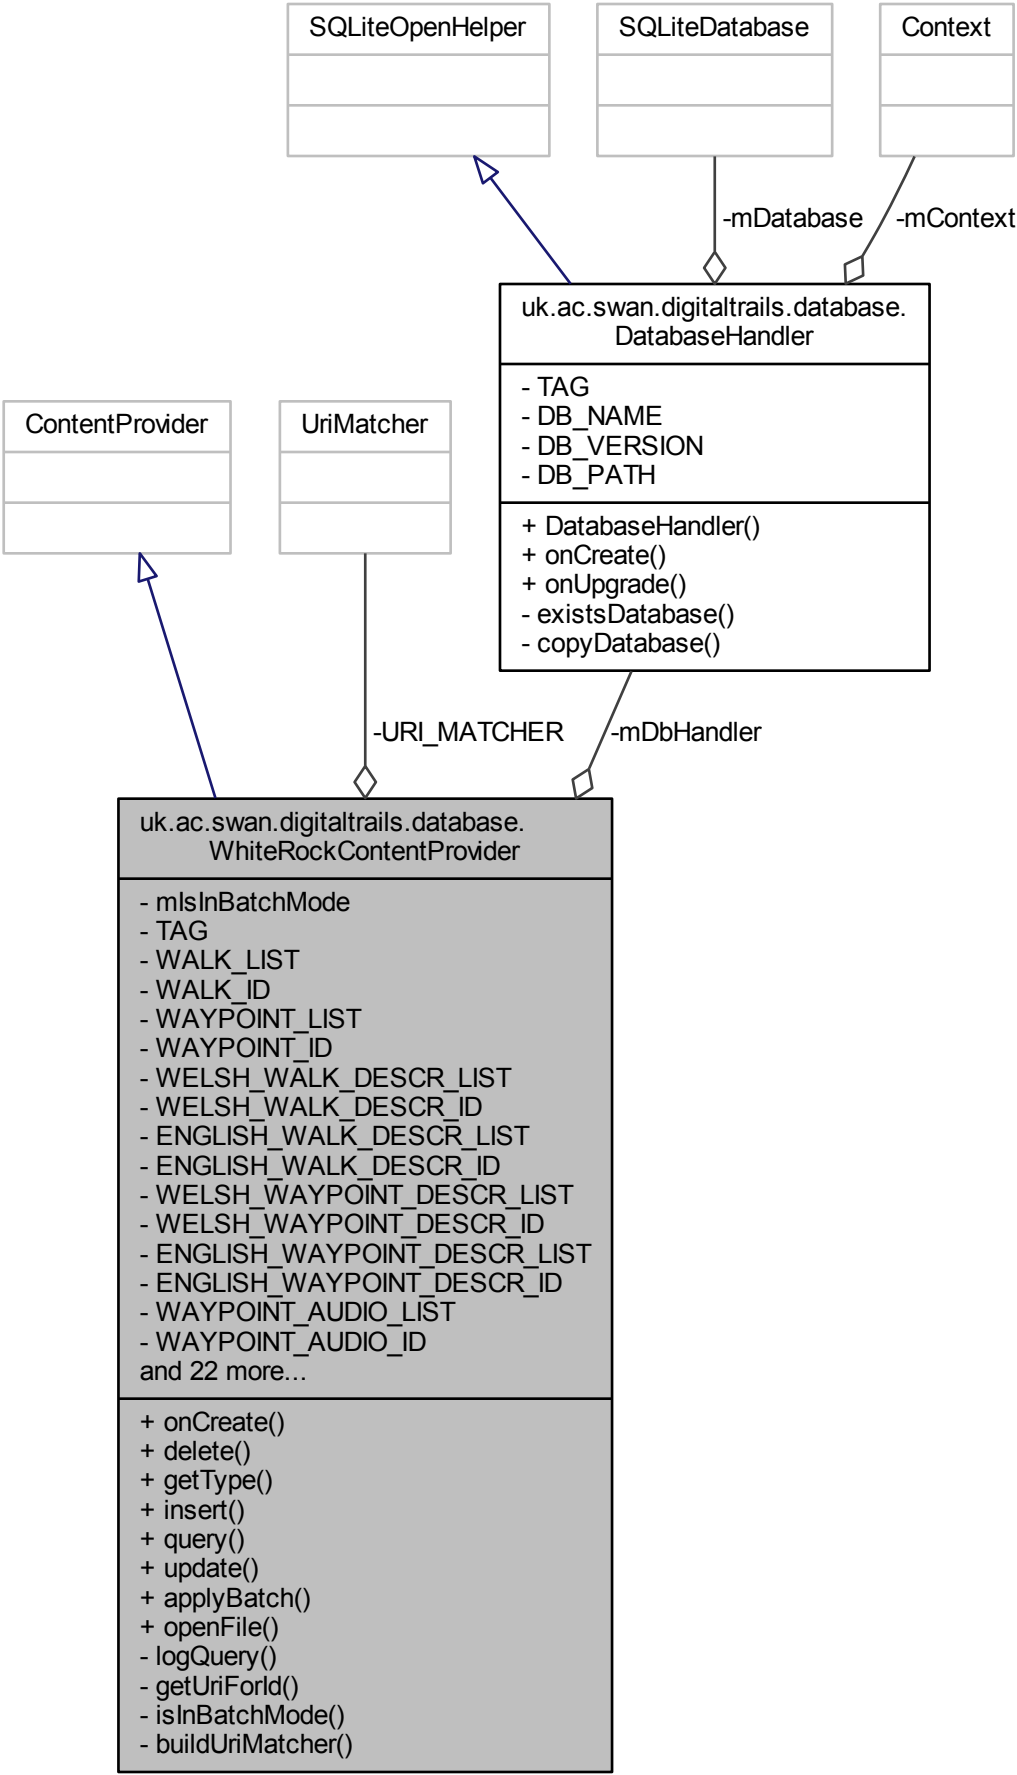 SQLiteOpenHelper
SQLiteDatabase
Context
-mDatabase
-mContext
uk.ac.swan.digitaltrails.database.
DatabaseHandler
- TAG
- DB_NAME
- DB_VERSION
- DB_PATH
+ DatabaseHandler()
+ onCreate()
+ onUpgrade()
- existsDatabase()
- copyDatabase()
ContentProvider
UriMatcher
-URI_MATCHER
-mDbHandler
uk.ac.swan.digitaltrails.database.
WhiteRockContentProvider
- mIsInBatchMode
- TAG
- WALK_LIST
- WALK_ID
- WAYPOINT_LIST
- WAYPOINT_ID
- WELSH_WALK_DESCR_LIST
- WELSH_WALK_DESCR_ID
- ENGLISH_WALK_DESCR_LIST
- ENGLISH_WALK_DESCR_ID
- WELSH_WAYPOINT_DESCR_LIST
- WELSH_WAYPOINT_DESCR_ID
- ENGLISH_WAYPOINT_DESCR_LIST
- ENGLISH_WAYPOINT_DESCR_ID
- WAYPOINT_AUDIO_LIST
- WAYPOINT_AUDIO_ID
and 22 more...
+ onCreate()
+ delete()
+ getType()
+ insert()
+ query()
+ update()
+ applyBatch()
+ openFile()
- logQuery()
- getUriForId()
- isInBatchMode()
- buildUriMatcher()